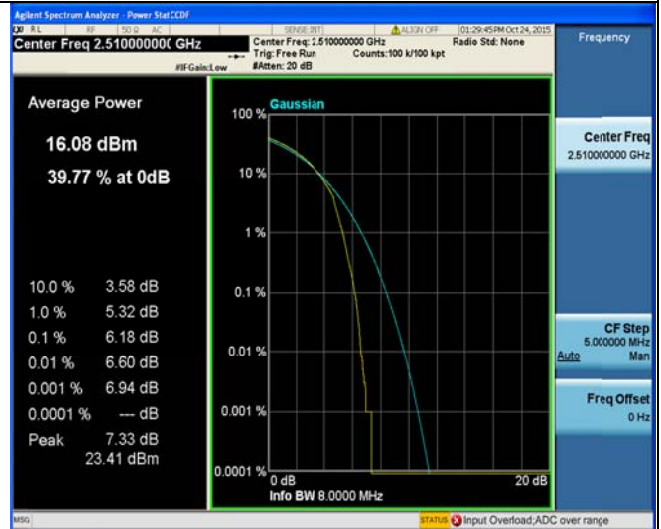 Agilent Spectrum Analyzer - Power Stat CCDF
RL RF 50 Ω AC SENSE:INT ALIGN OFF 01:29:45PM Oct 24, 2015
Center Freq 2.510000000 GHz
Center Freq: 2.510000000 GHz
Radio Std: None
Trig: Free Run Counts:100 k/100 kpt
#IFGain:Low #Atten: 20 dB
Frequency
Average Power
16.08 dBm
39.77 % at 0dB
10.0 % 3.58 dB
1.0 % 5.32 dB
0.1 % 6.18 dB
0.01 % 6.60 dB
0.001 % 6.94 dB
0.0001 % --- dB
Peak 7.33 dB
23.41 dBm
Gaussian
100 %
10 %
1 %
0.1 %
0.01 %
0.001 %
0.0001 %
0 dB 20 dB
Info BW 8.0000 MHz
Center Freq
2.510000000 GHz
CF Step
5.000000 MHz
Auto Man
Freq Offset
0 Hz
MSG
STATUS Input Overload;ADC over range